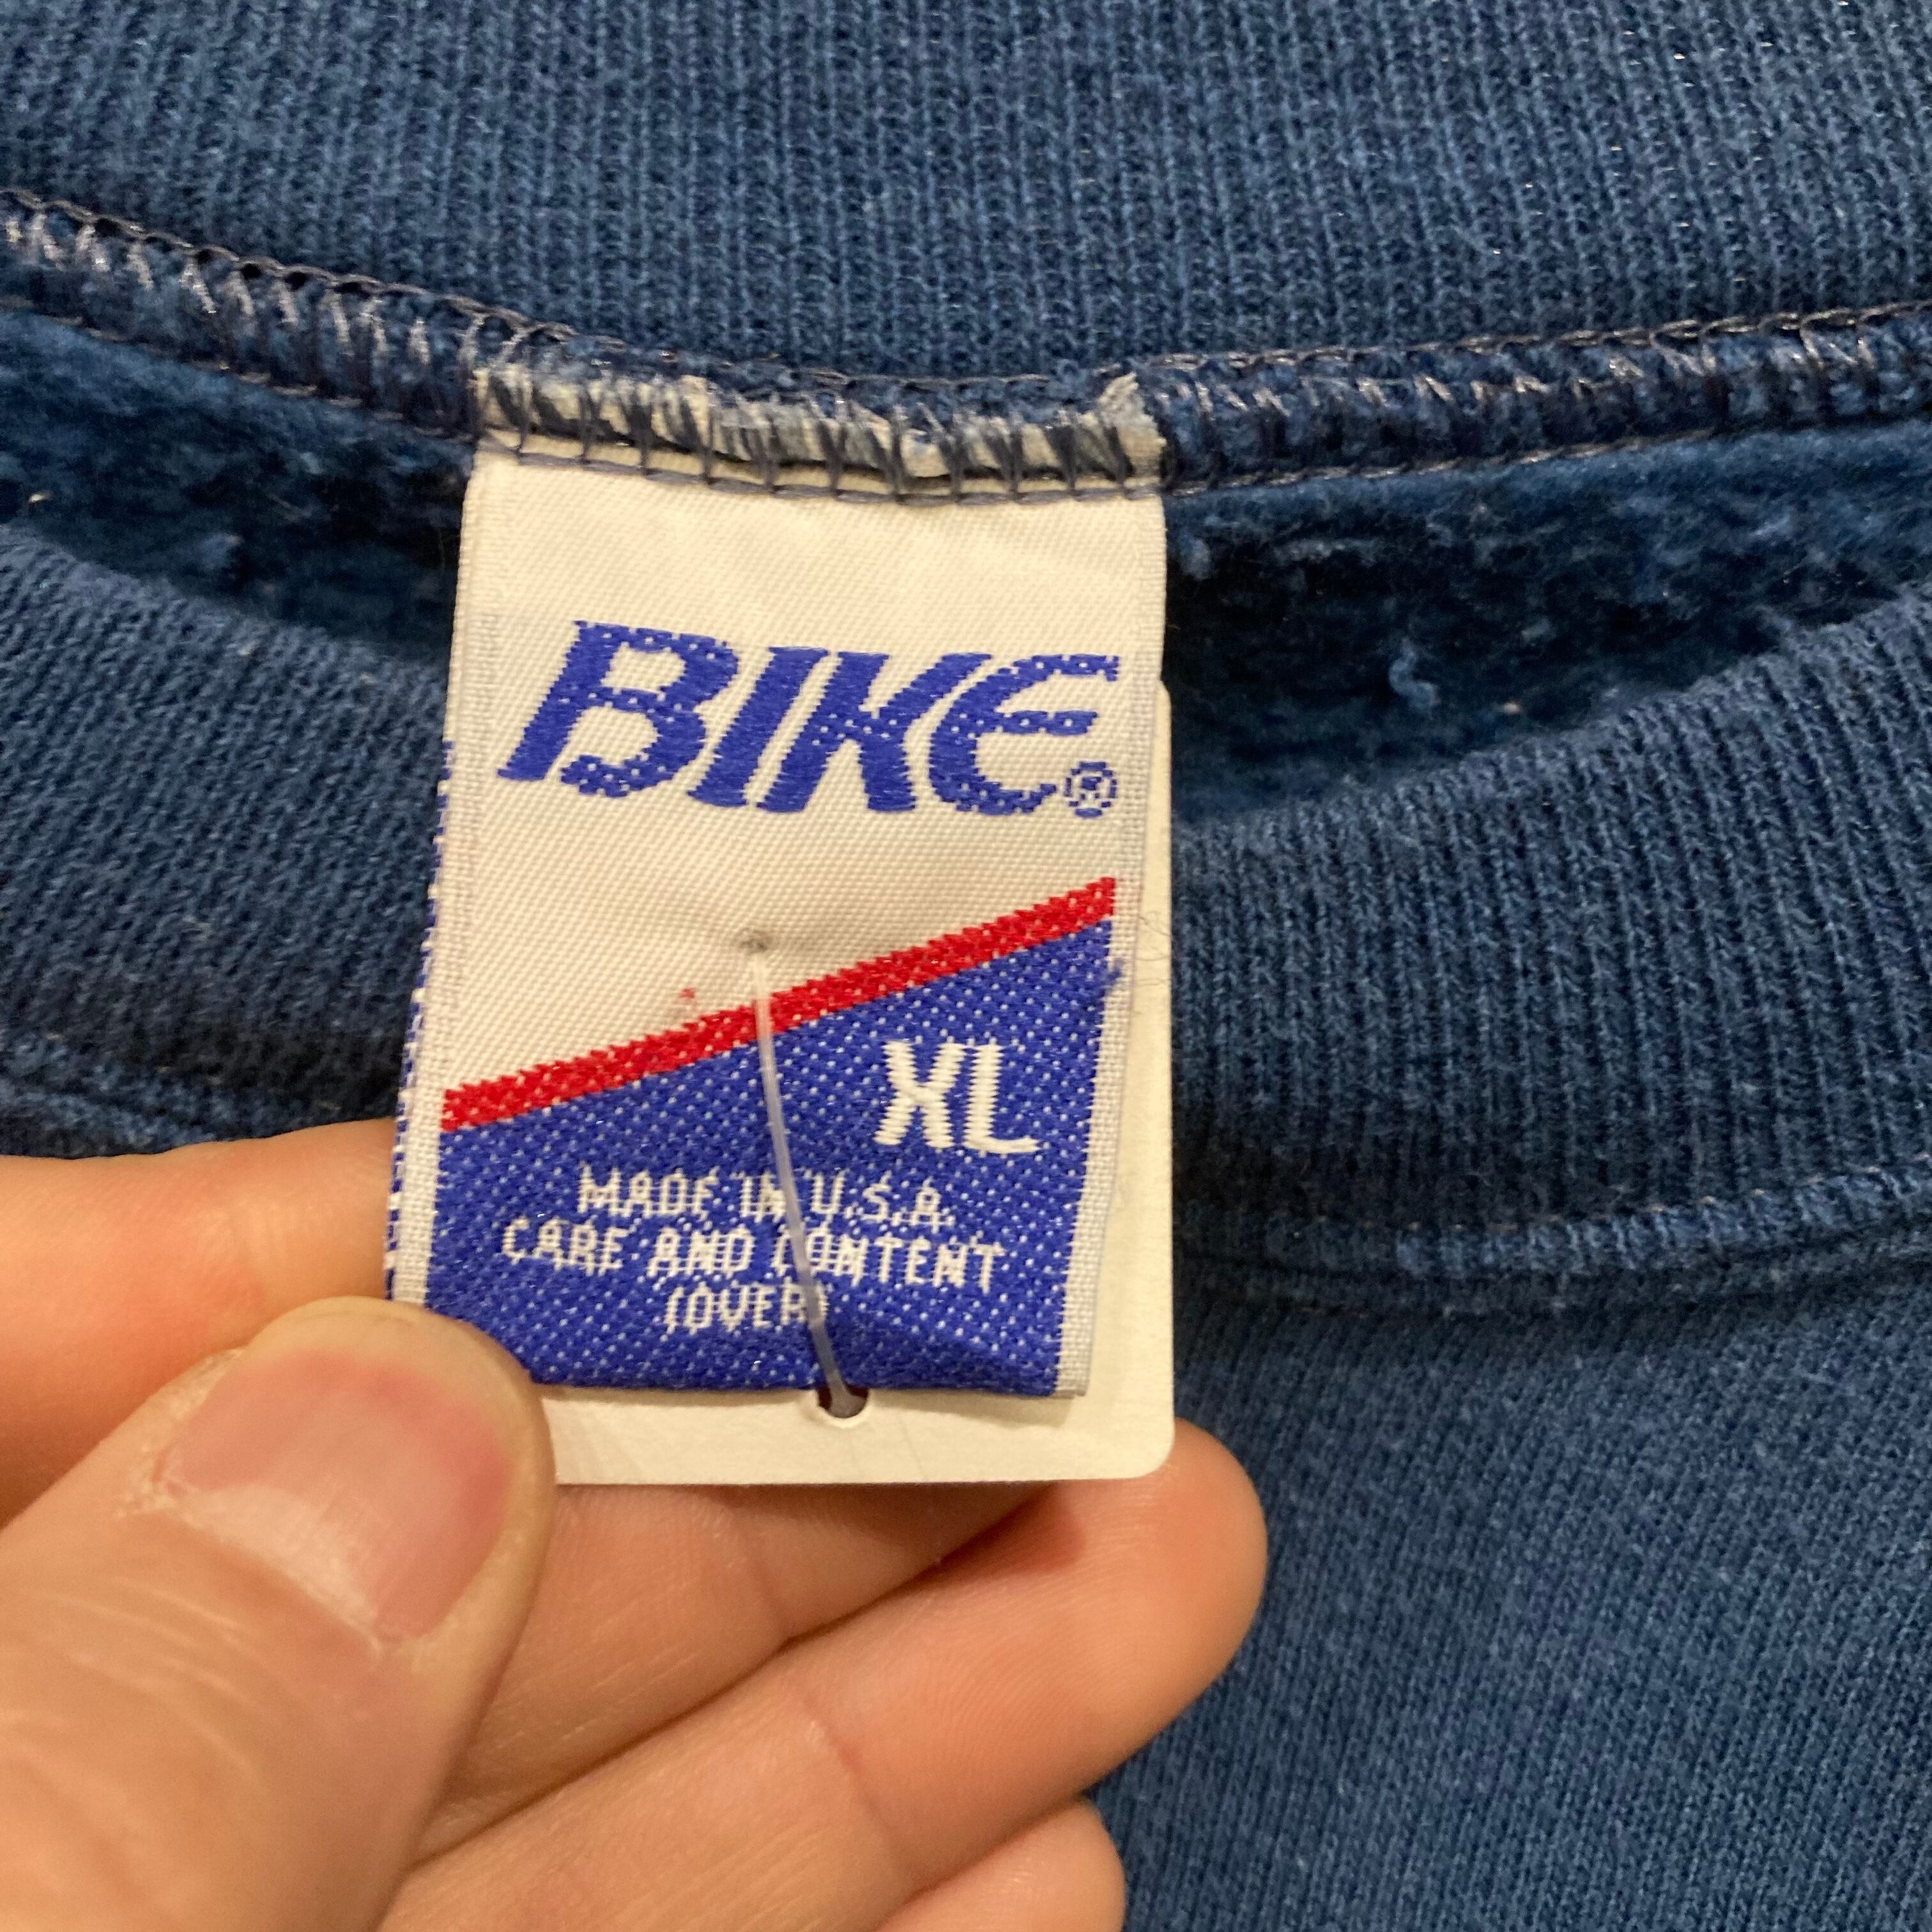 BIKE®
XL
MADE IN U.S.A.
CARE AND CONTENT
(OVER)